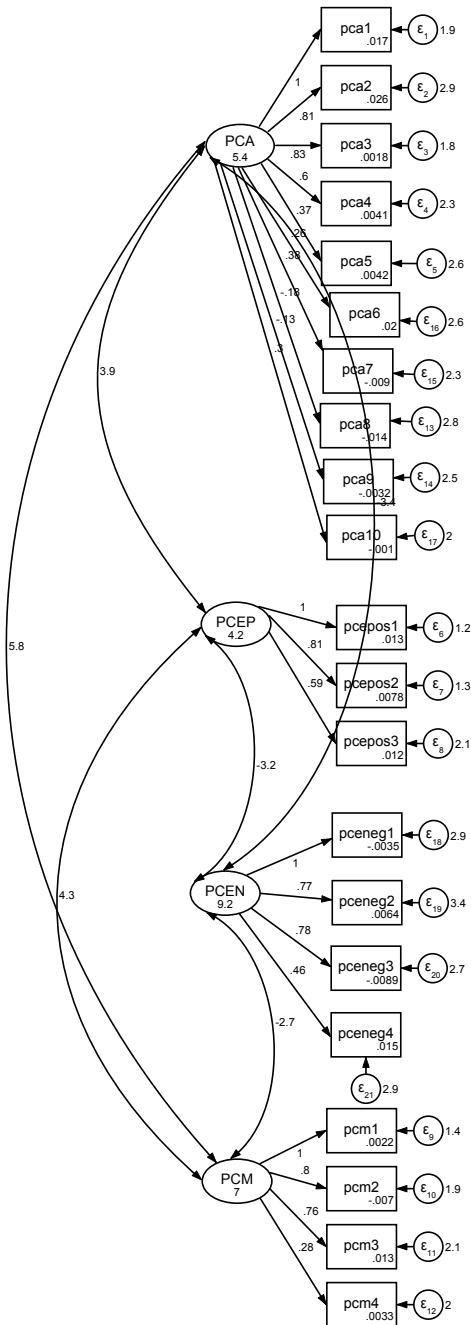 pca1
.017
ε1 1.9
1
pca2
.026
ε2 2.9
.81
PCA
5.4
pca3
.0018
ε3 1.8
.83
pca4
.0041
ε4 2.3
.6
.37
pca5
.0042
ε5 2.6
.26
.38
pca6
.02
ε16 2.6
-.18
-.13
.3
pca7
-.009
ε15 2.3
3.9
pca8
-.014
ε13 2.8
pca9
-.0032
ε14 2.5
-3.4
pca10
-.001
ε17 2
PCEP
4.2
1
pcepos1
.013
ε6 1.2
.81
pcepos2
.0078
ε7 1.3
5.8
.59
pcepos3
.012
ε8 2.1
-3.2
pceneg1
-.0035
ε18 2.9
1
PCEN
9.2
.77
pceneg2
.0064
ε19 3.4
4.3
.78
pceneg3
-.0089
ε20 2.7
.46
-2.7
pceneg4
.015
ε21 2.9
pcm1
.0022
ε9 1.4
1
PCM
7
.8
pcm2
-.007
ε10 1.9
.76
pcm3
.013
ε11 2.1
.28
pcm4
.0033
ε12 2